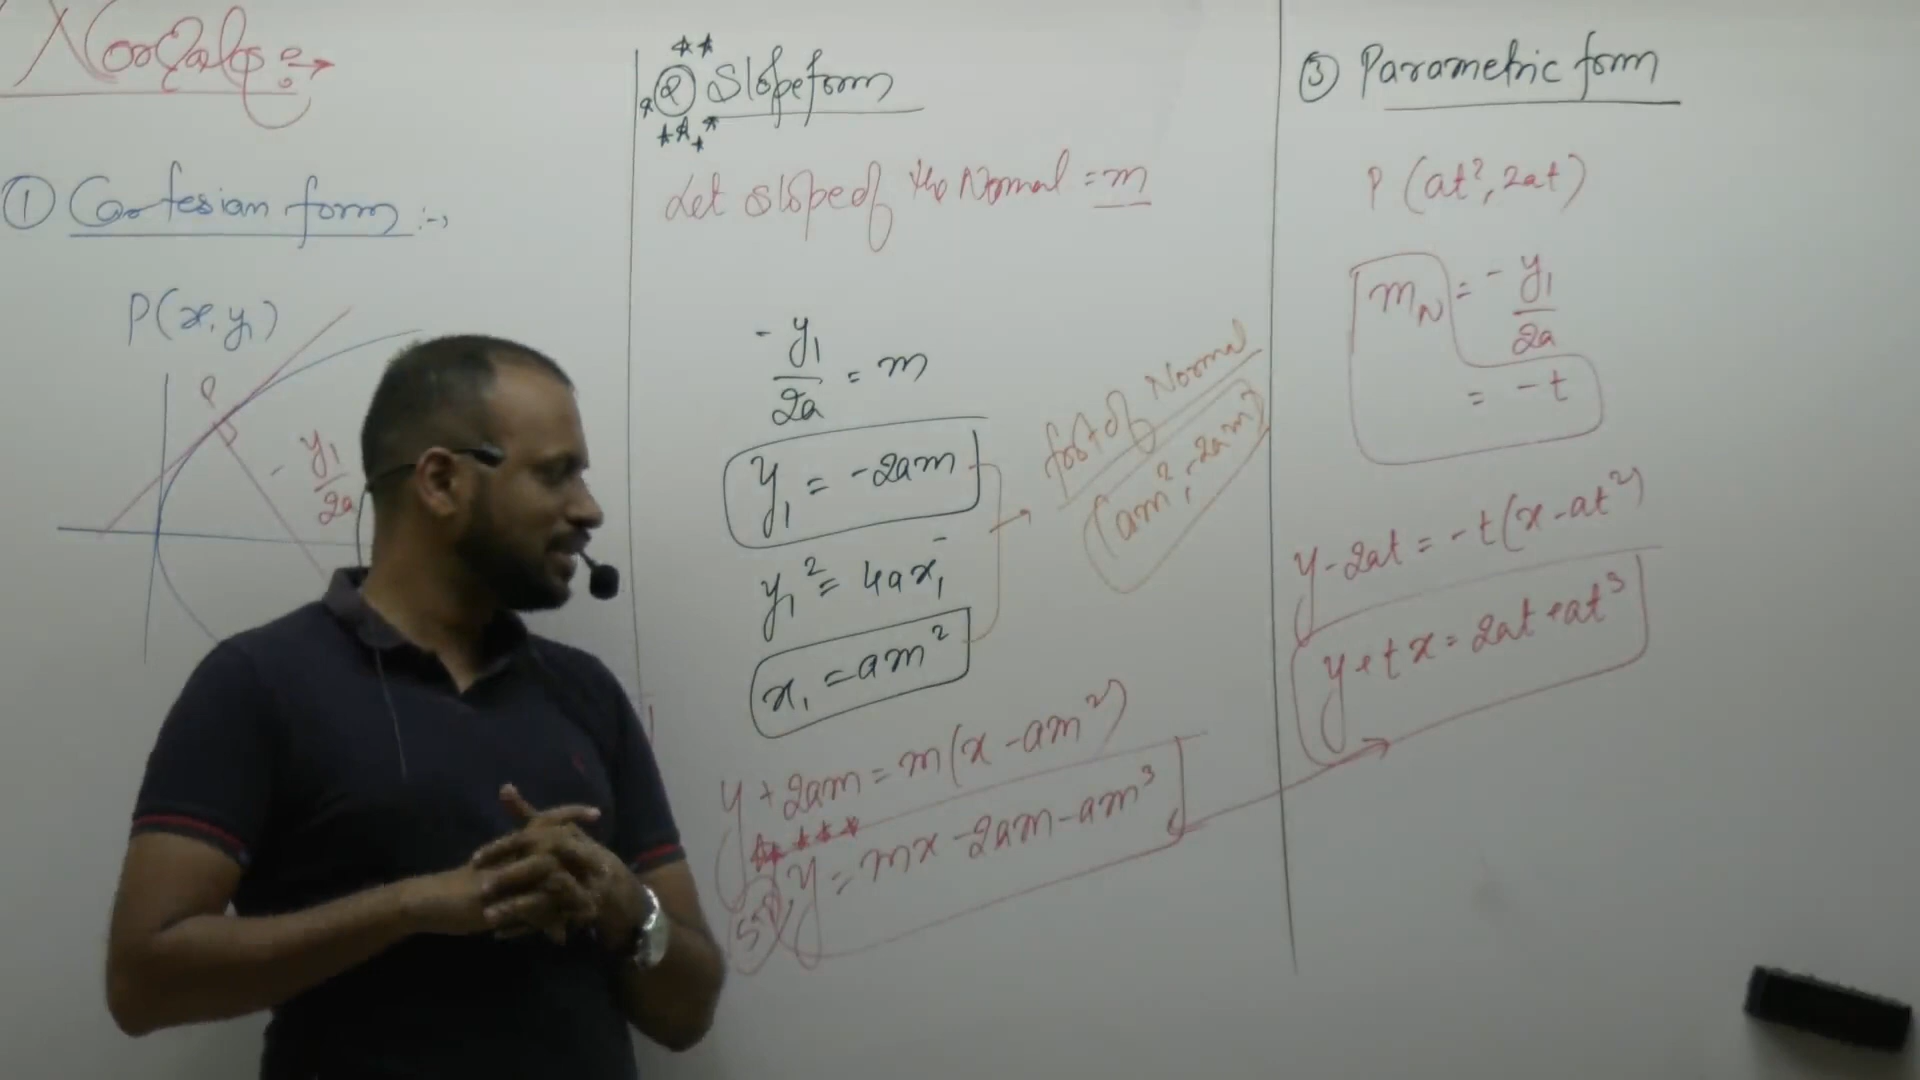 Normals :→
① Cartesian form :→
P(x₁, y₁)
P
- y₁/2a
② Slope form
Let slope of the Normal = m
- y₁/2a = m
y₁ = -2am
y₁² = 4ax₁
x₁ = am²
foot of Normal
(am², -2am)
y + 2am = m(x - am²)
y = mx - 2am - am³
③ Parametric form
P (at², 2at)
m_N = - y₁/2a
= - t
y - 2at = - t(x - at²)
y + tx = 2at + at³